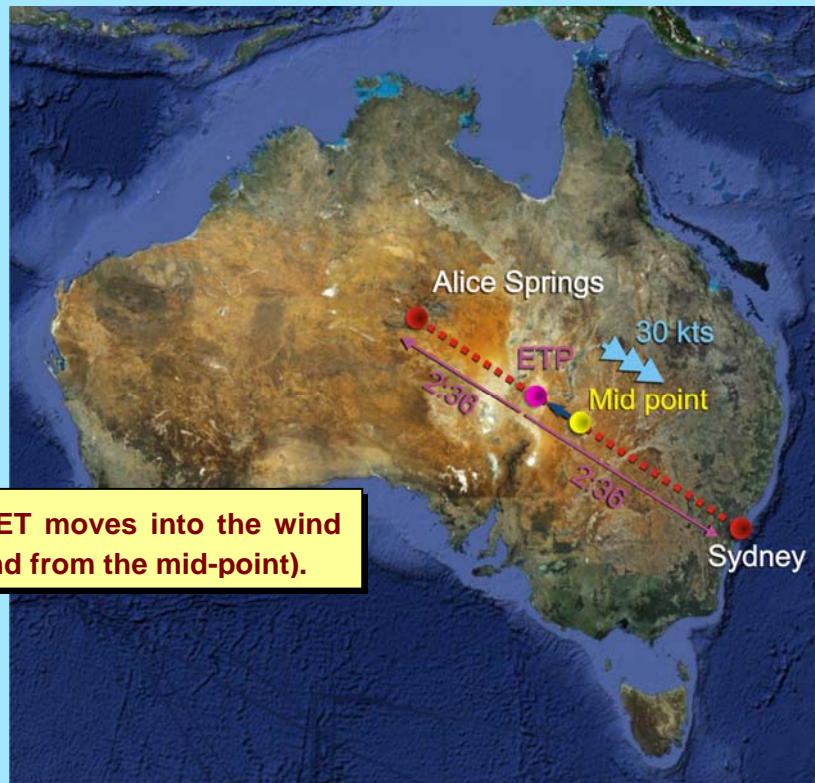 Alice Springs
30 kts
ETP
Mid point
2:36
2:36
ET moves into the wind
nd from the mid-point).
Sydney